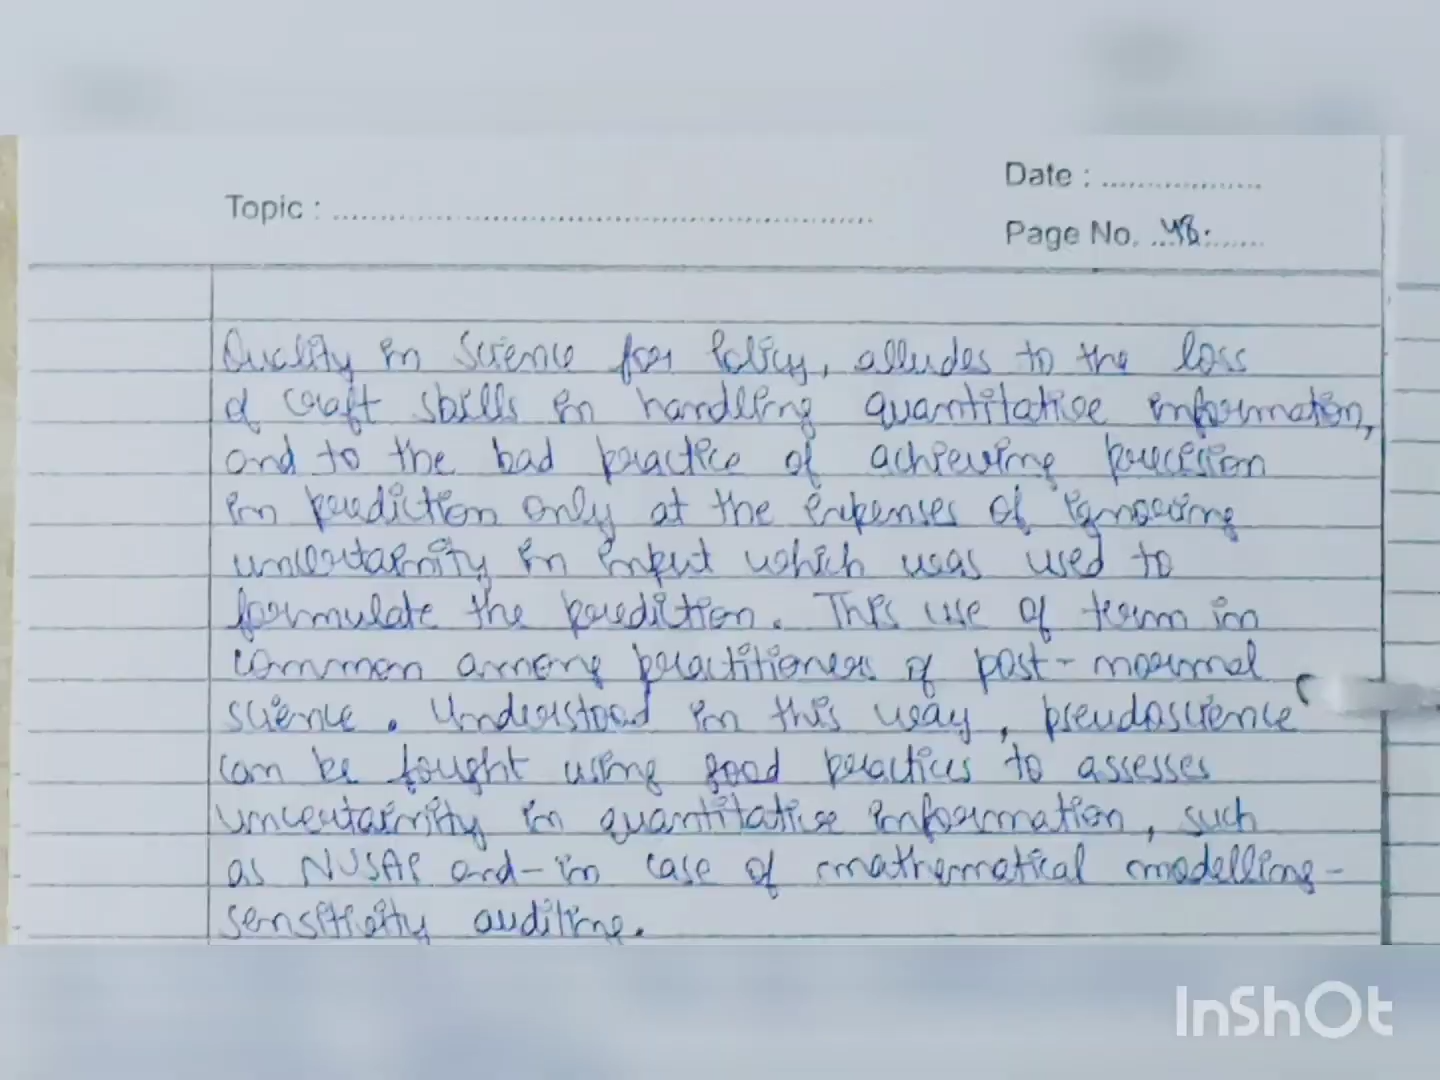 Date : ....................
Topic : ................................................................
Page No. ...48.......
Quality in Science for Policy, alludes to the loss
of craft skills in handling quantitative information,
and to the bad practice of achieving precision
in prediction only at the expenses of ignoring
uncertainity in input which was used to
formulate the prediction. This use of term in
common among practitioners of post-normal
science. Understood in this way, pseudoscience
can be fought using good practices to assesses
uncertainity in quantitative information, such
as NUSAP and-in case of mathematical modelling-
sensitivity auditing.
InShOt